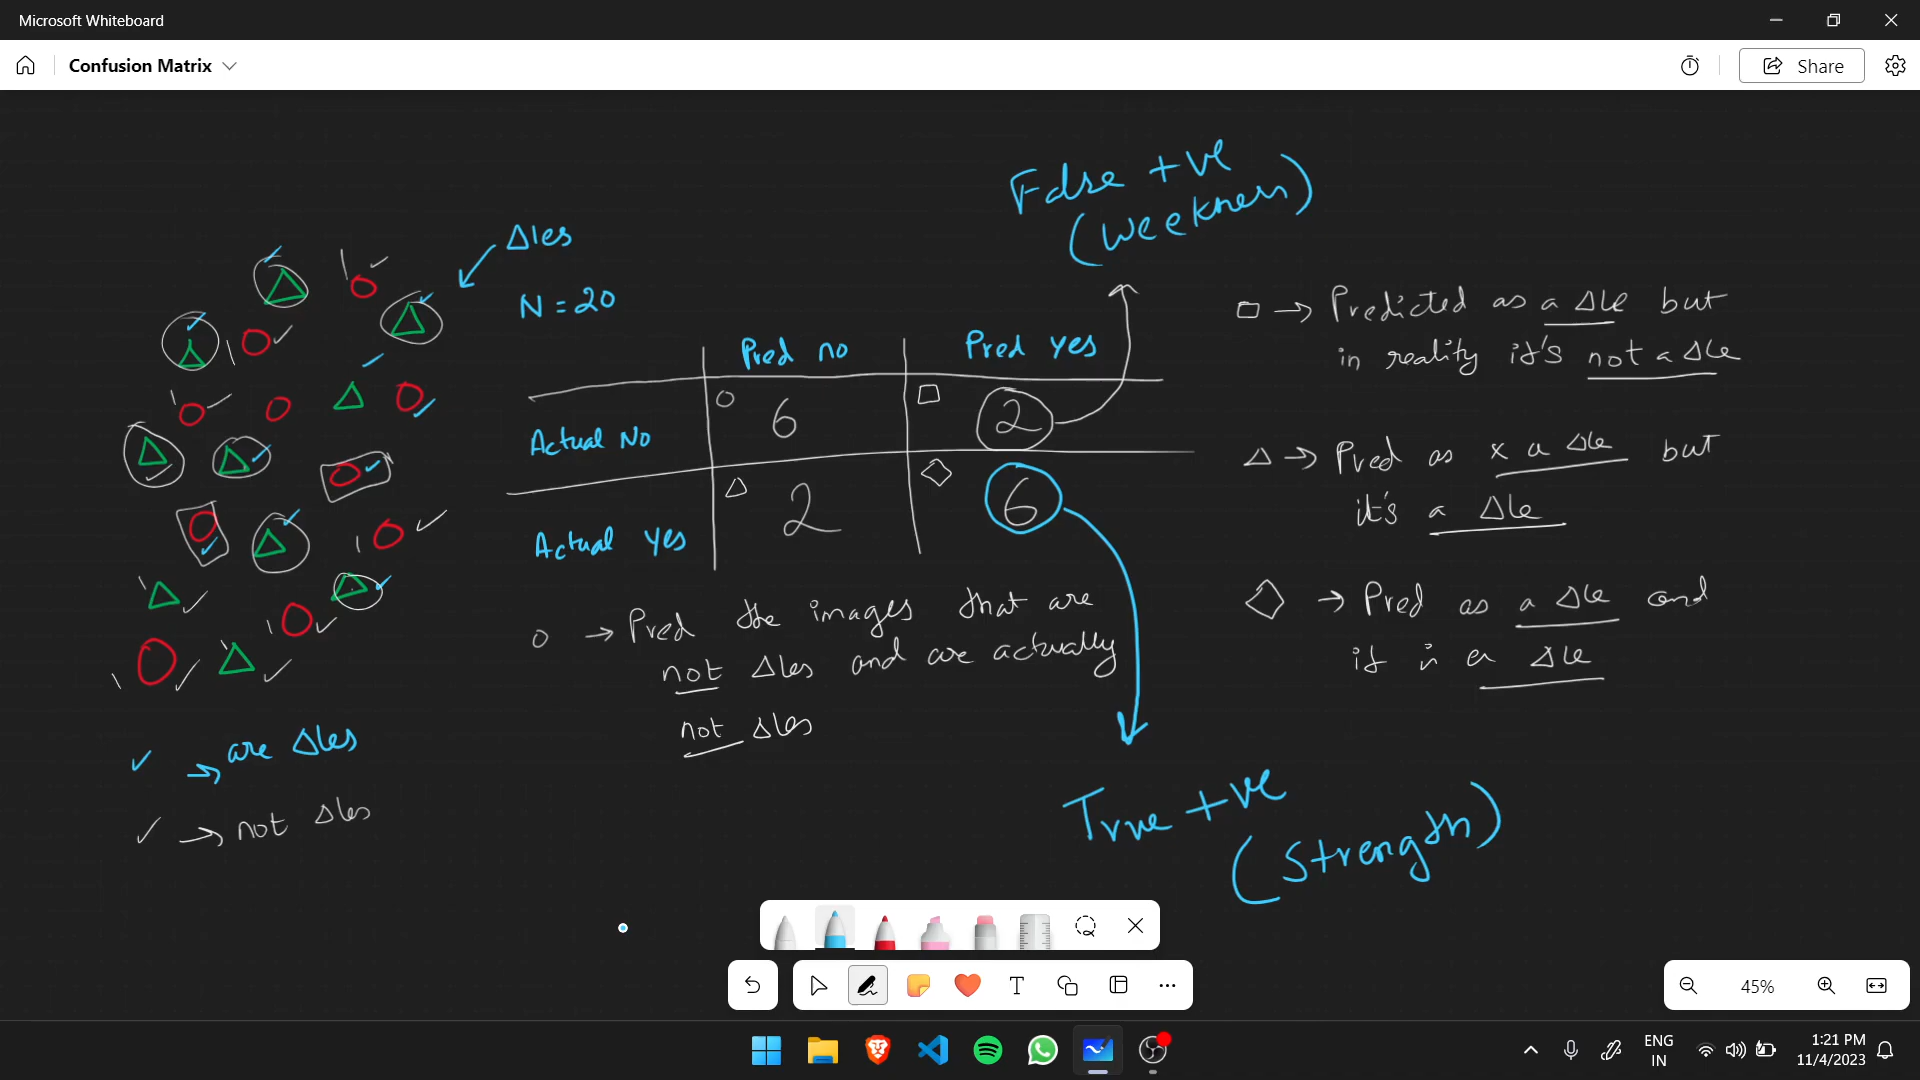 Microsoft Whiteboard
Confusion Matrix
Share
False +ve
(Weekness)
Δles
N = 20
Pred no
Pred yes
Actual No
6
2
Actual yes
2
6
○ → Pred the images that are
not Δles and are actually
not Δles
□ → Predicted as a Δle but
in reality it's not a Δle
△ → Pred as x a Δle but
it's a Δle
◇ → Pred as a Δle and
it is a Δle
✓ → are Δles
✓ → not Δles
True +ve
(Strength)
45%
ENG
IN
1:21 PM
11/4/2023